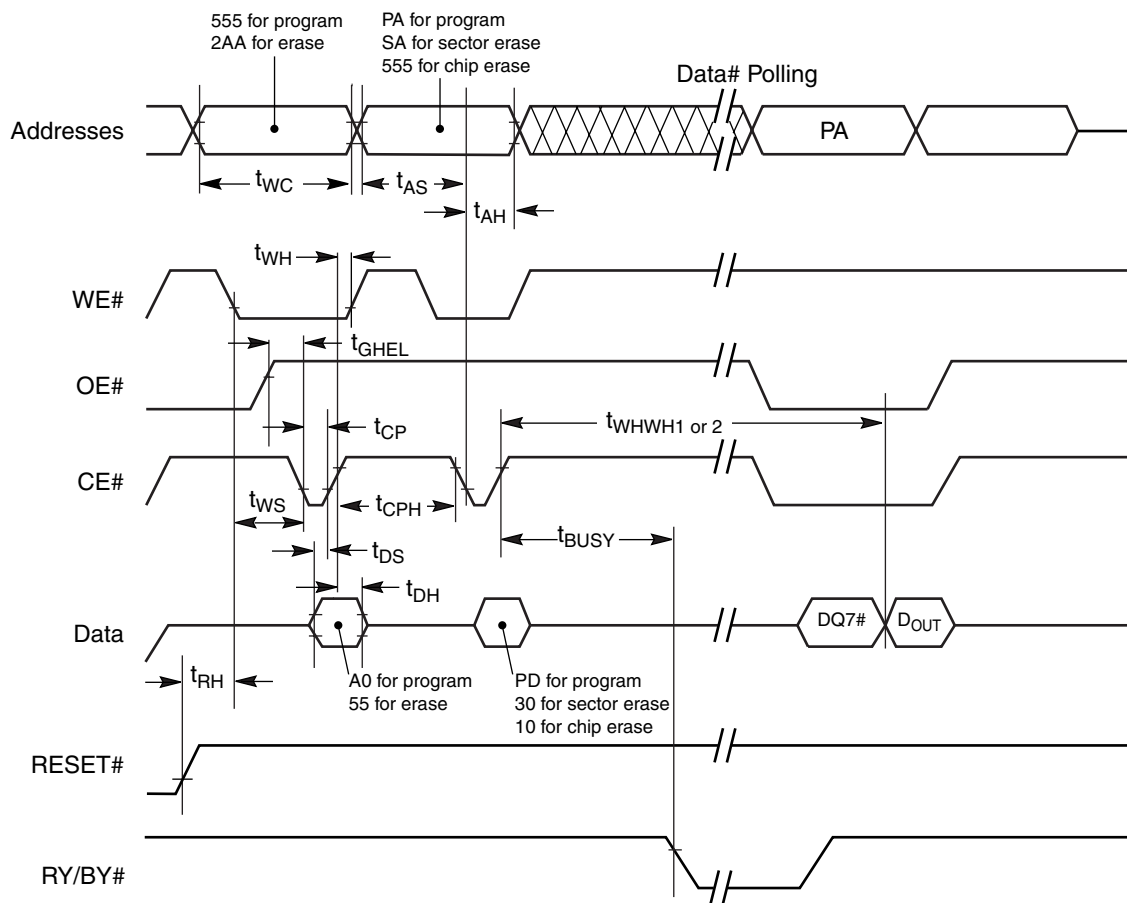 555 for program
2AA for erase
PA for program
SA for sector erase
555 for chip erase
Data# Polling
Addresses
PA
tWC
tAS
tAH
tWH
WE#
tGHEL
OE#
tWHWH1 or 2
tCP
CE#
tWS
tCPH
tBUSY
tDS
tDH
Data
DQ7#
DOUT
tRH
A0 for program
55 for erase
PD for program
30 for sector erase
10 for chip erase
RESET#
RY/BY#